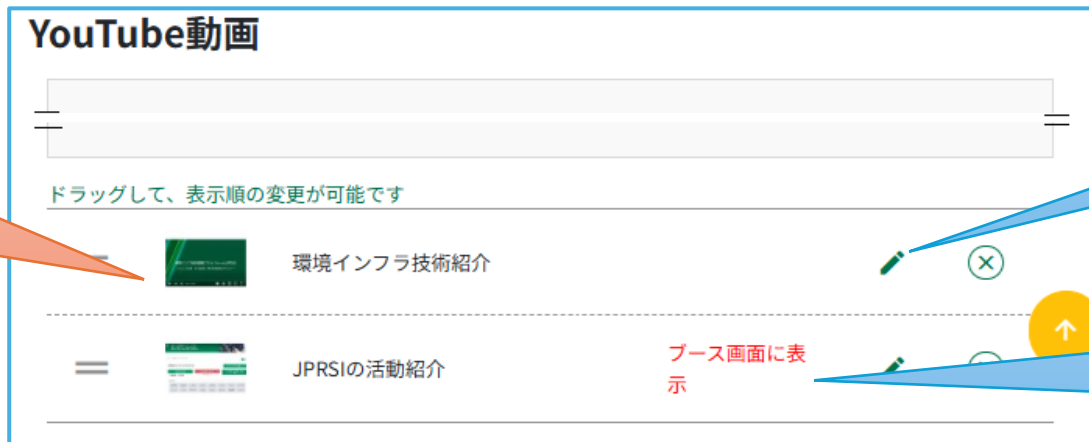 YouTube動画
ドラッグして、表示順の変更が可能です
環境インフラ技術紹介
JPRSIの活動紹介
ブース画面に表
示